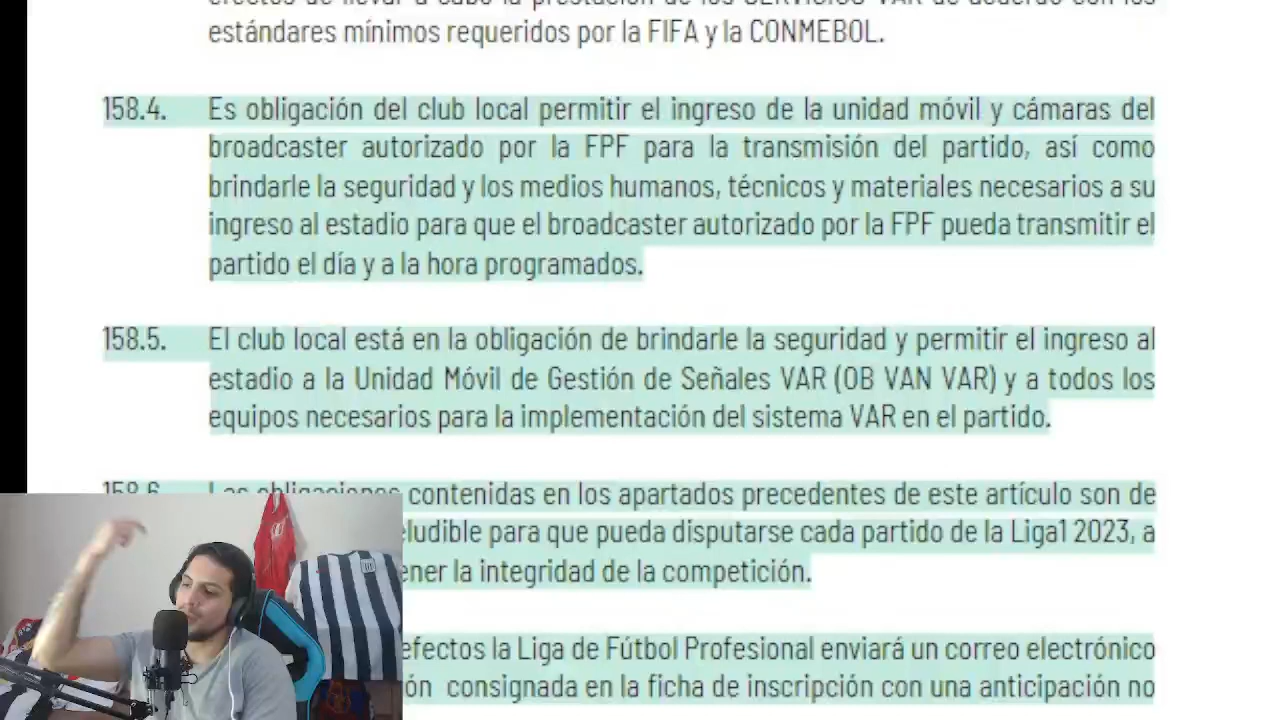 estándares mínimos requeridos por la FIFA y la CONMEBOL.
158.4. Es obligación del club local permitir el ingreso de la unidad móvil y cámaras del
broadcaster autorizado por la FPF para la transmisión del partido, así como
brindarle la seguridad y los medios humanos, técnicos y materiales necesarios a su
ingreso al estadio para que el broadcaster autorizado por la FPF pueda transmitir el
partido el día y a la hora programados.
158.5. El club local está en la obligación de brindarle la seguridad y permitir el ingreso al
estadio a la Unidad Móvil de Gestión de Señales VAR (OB VAN VAR) y a todos los
equipos necesarios para la implementación del sistema VAR en el partido.
158.6. Las obligaciones contenidas en los apartados precedentes de este artículo son de
ludible para que pueda disputarse cada partido de la Liga1 2023, a
ener la integridad de la competición.
efectos la Liga de Fútbol Profesional enviará un correo electrónico
ón consignada en la ficha de inscripción con una anticipación no